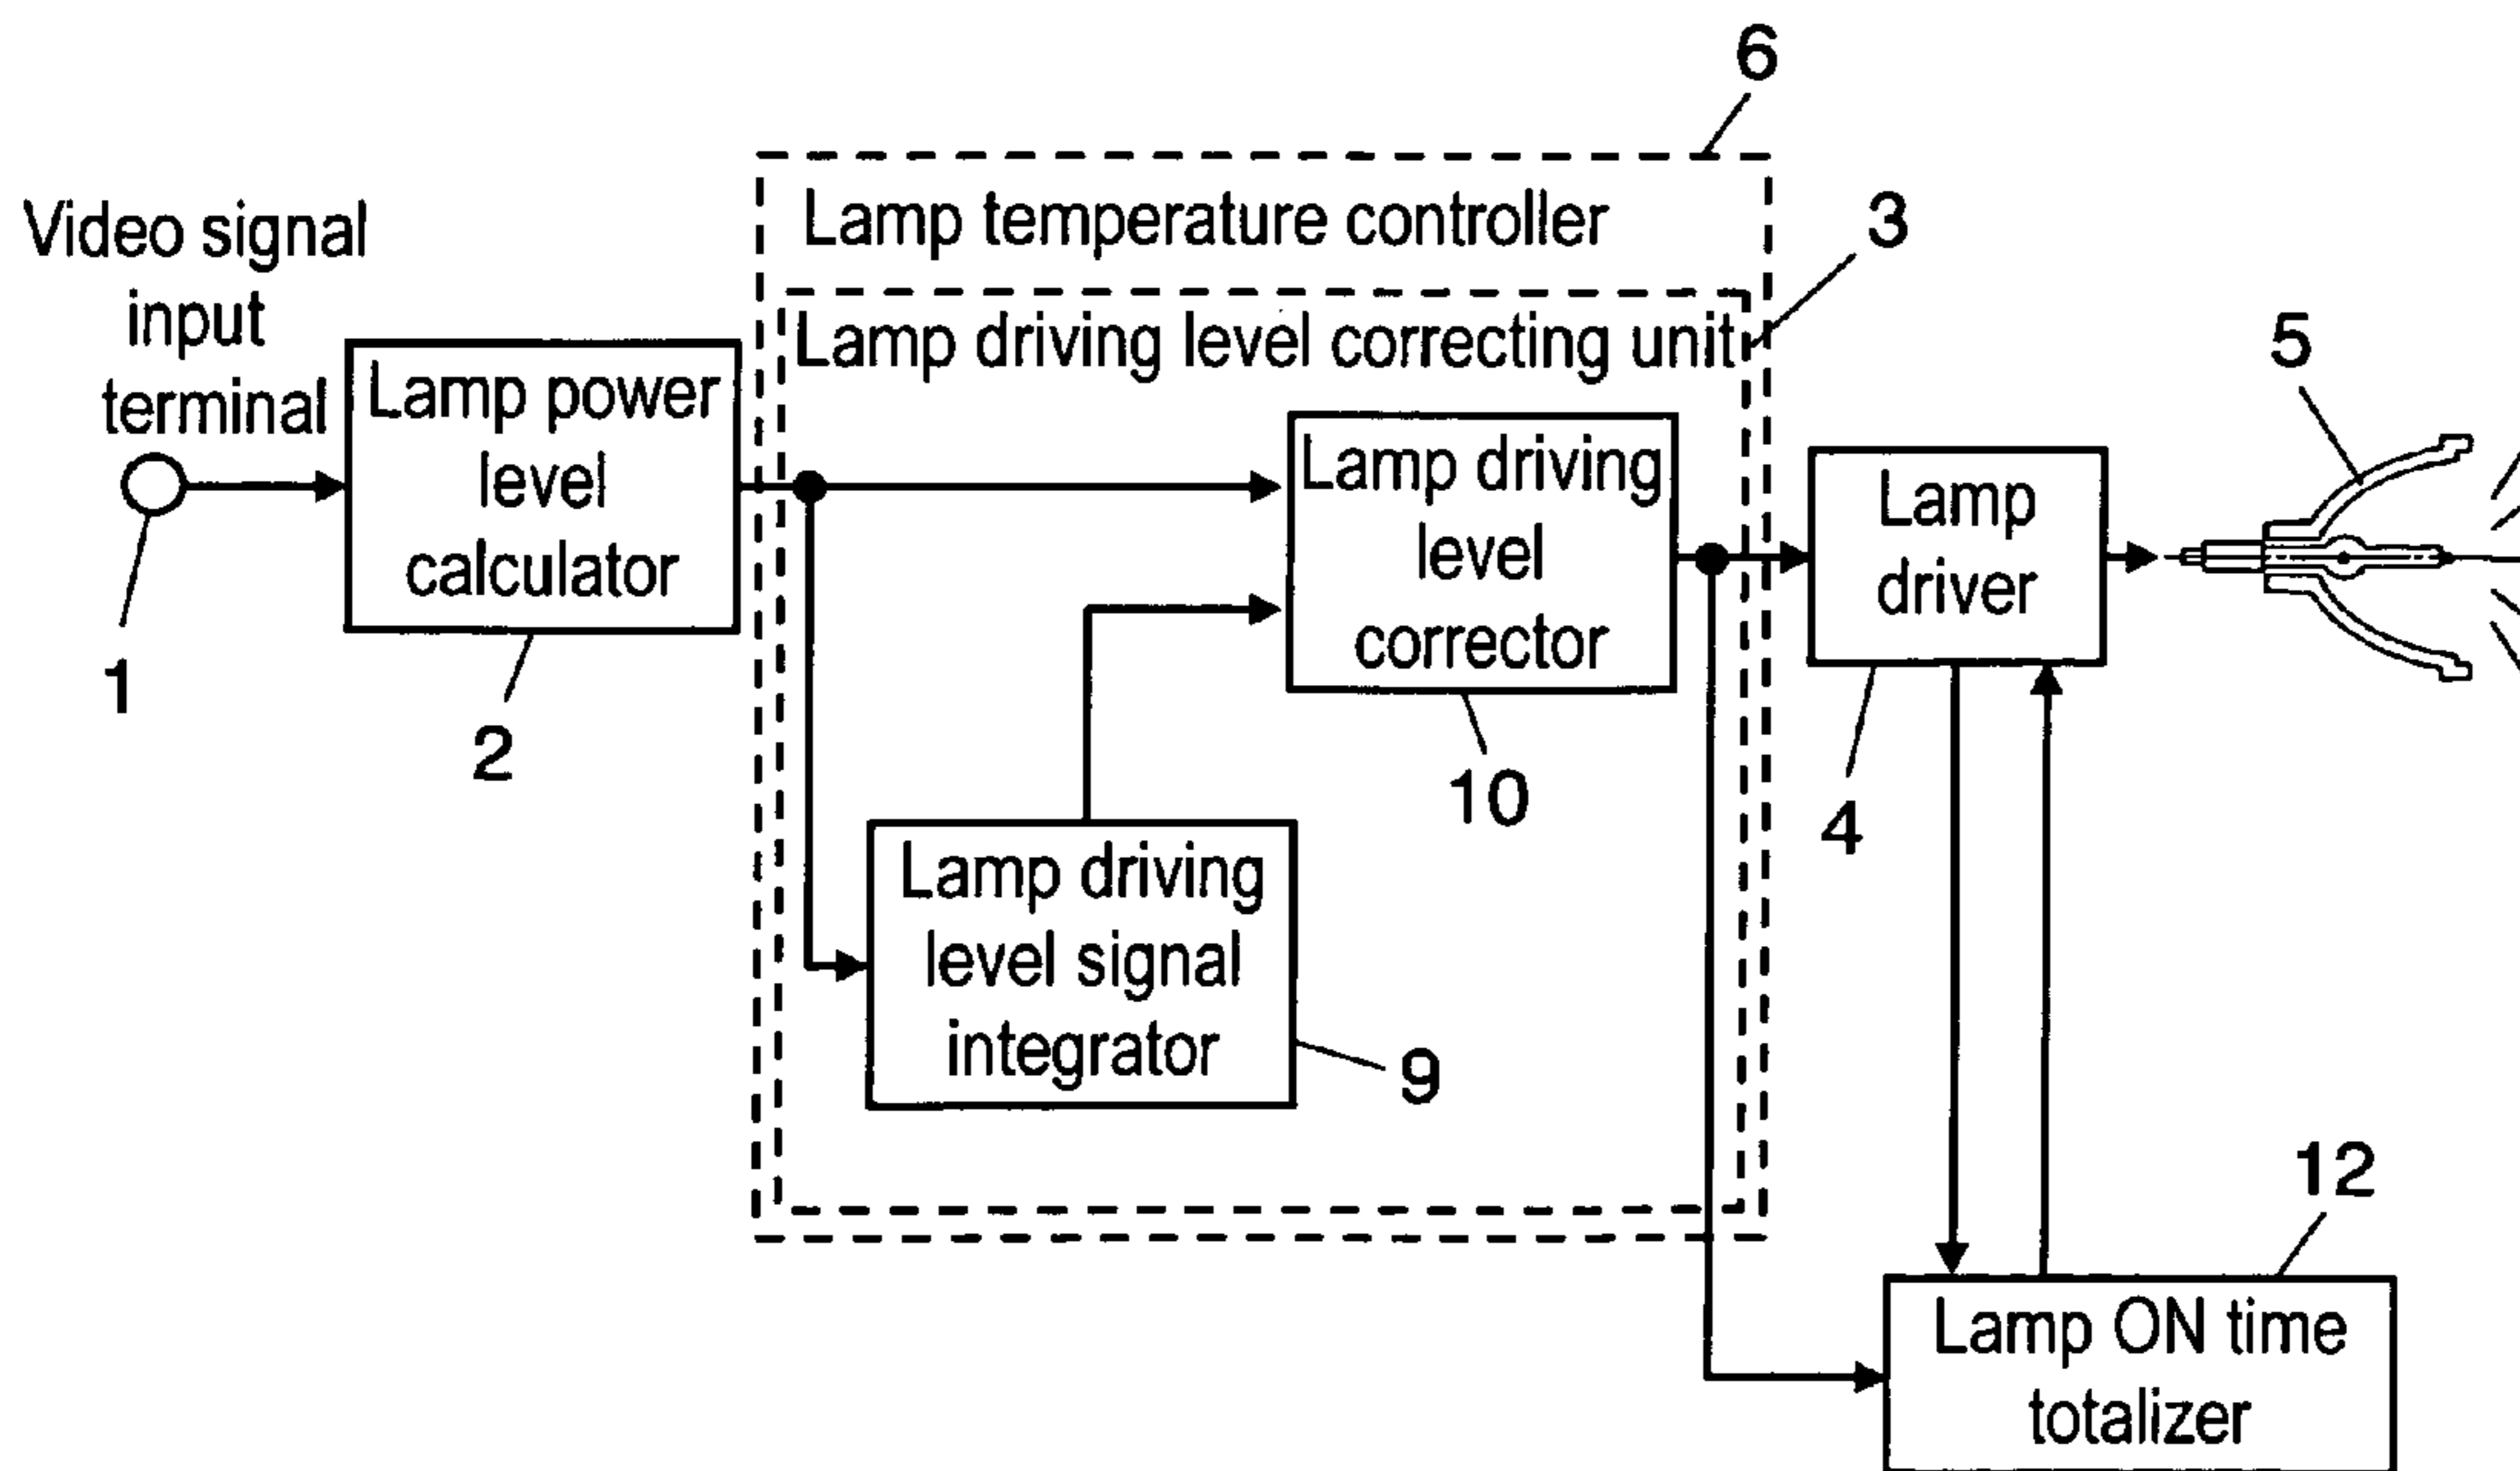 6
Lamp temperature controller
3
Video signal
input
terminal
Lamp driving level correcting unit
5
Lamp power
level
calculator
Lamp driving
level
corrector
Lamp
driver
1
2
10
4
Lamp driving
level signal
integrator
9
12
Lamp ON time
totalizer